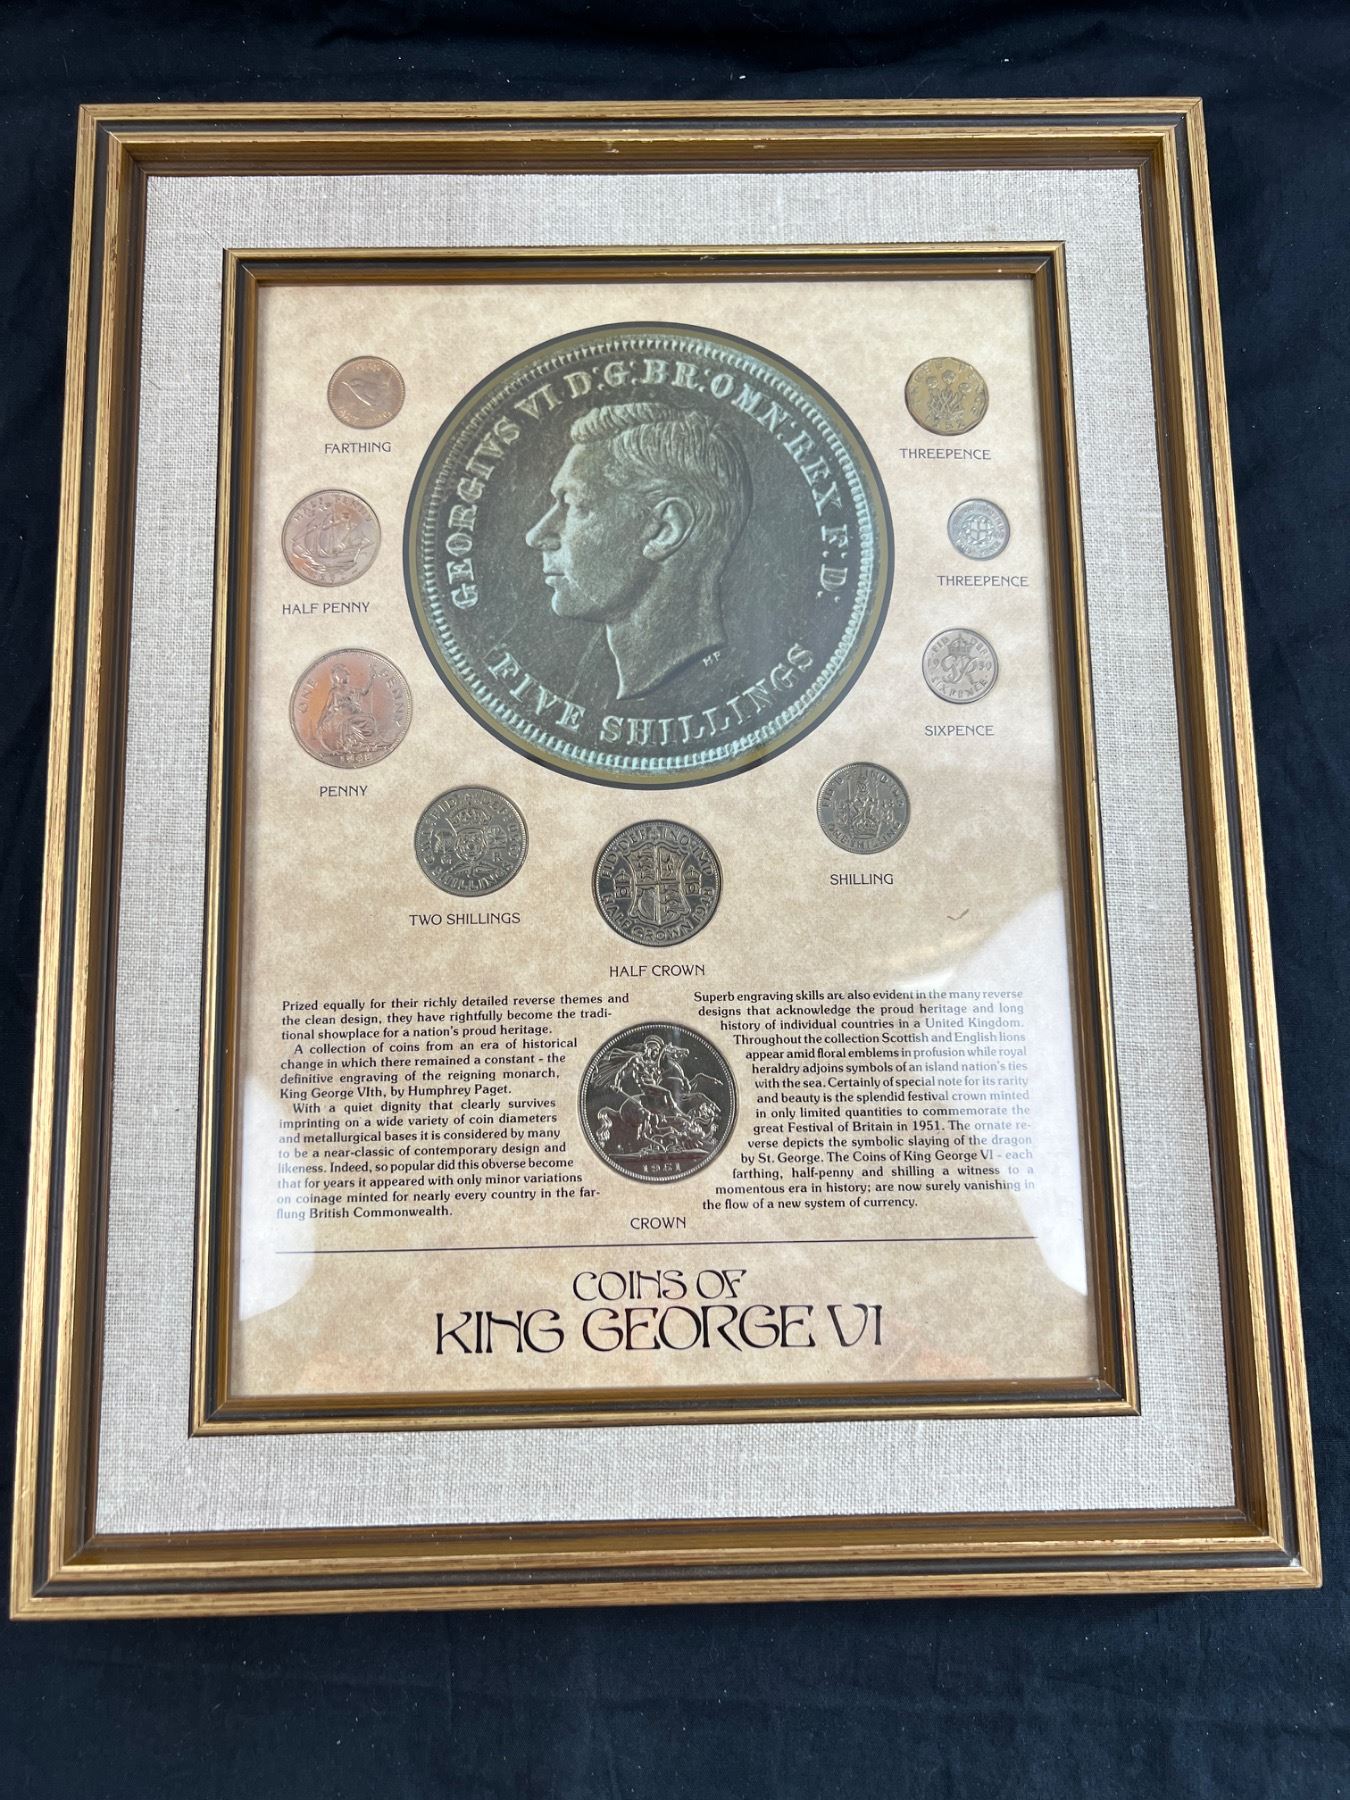 GEORGIVS VI D:G:BR:OMN:REX F:D:
FIVE SHILLINGS
HP
FARTHING
THREEPENCE
HALF PENNY
THREEPENCE
ONE PENNY
PENNY
SIXPENCE
SIXPENCE
TWO SHILLINGS
SHILLING
HALF CROWN
HALF CROWN
Prized equally for their richly detailed reverse themes and
the clean design, they have rightfully become the tradi-
tional showplace for a nation's proud heritage.
A collection of coins from an era of historical
change in which there remained a constant - the
definitive engraving of the reigning monarch,
King George VIth, by Humphrey Paget.
With a quiet dignity that clearly survives
imprinting on a wide variety of coin diameters
and metallurgical bases it is considered by many
to be a near-classic of contemporary design and
likeness. Indeed, so popular did this obverse become
that for years it appeared with only minor variations
on coinage minted for nearly every country in the far-
flung British Commonwealth.
Superb engraving skills are also evident in the many reverse
designs that acknowledge the proud heritage and long
history of individual countries in a United Kingdom.
Throughout the collection Scottish and English lions
appear amid floral emblems in profusion while royal
heraldry adjoins symbols of an island nation's ties
with the sea. Certainly of special note for its rarity
and beauty is the splendid festival crown minted
in only limited quantities to commemorate the
great Festival of Britain in 1951. The ornate re-
verse depicts the symbolic slaying of the dragon
by St. George. The Coins of King George VI - each
farthing, half-penny and shilling a witness to a
momentous era in history; are now surely vanishing in
the flow of a new system of currency.
1951
CROWN
COINS OF
KING GEORGE VI